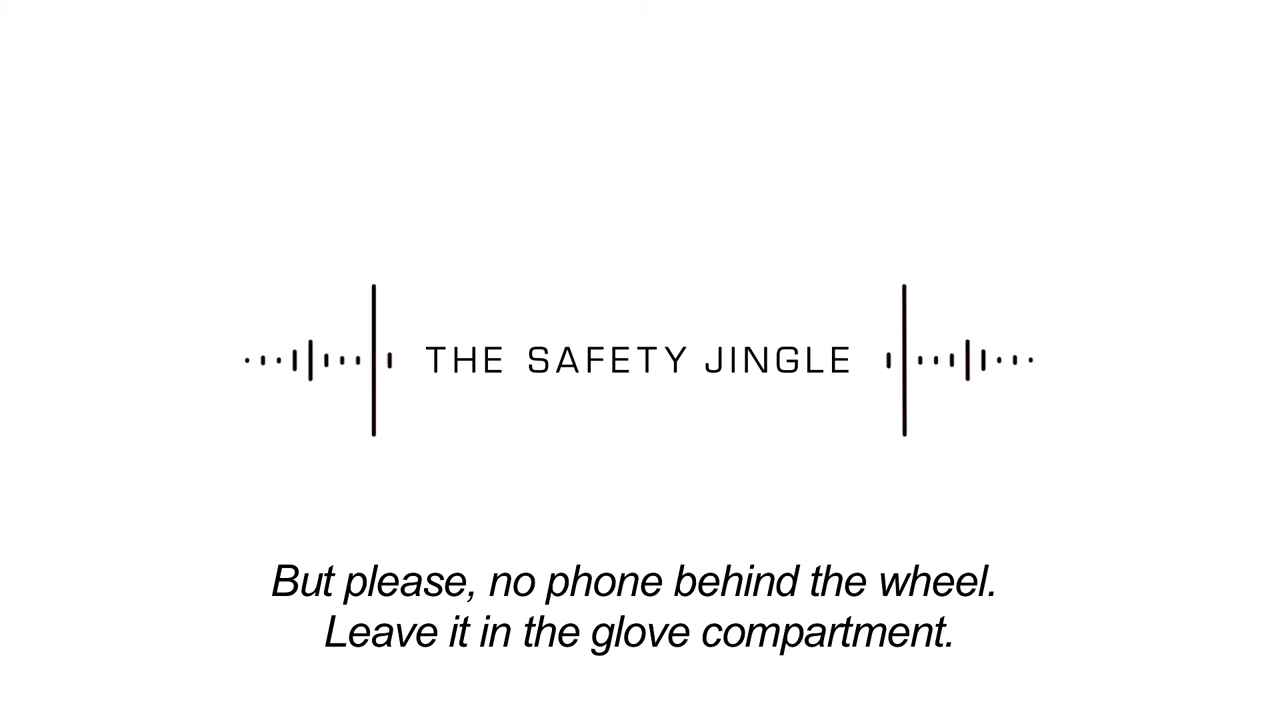 THE SAFETY JINGLE
But please, no phone behind the wheel.
Leave it in the glove compartment.